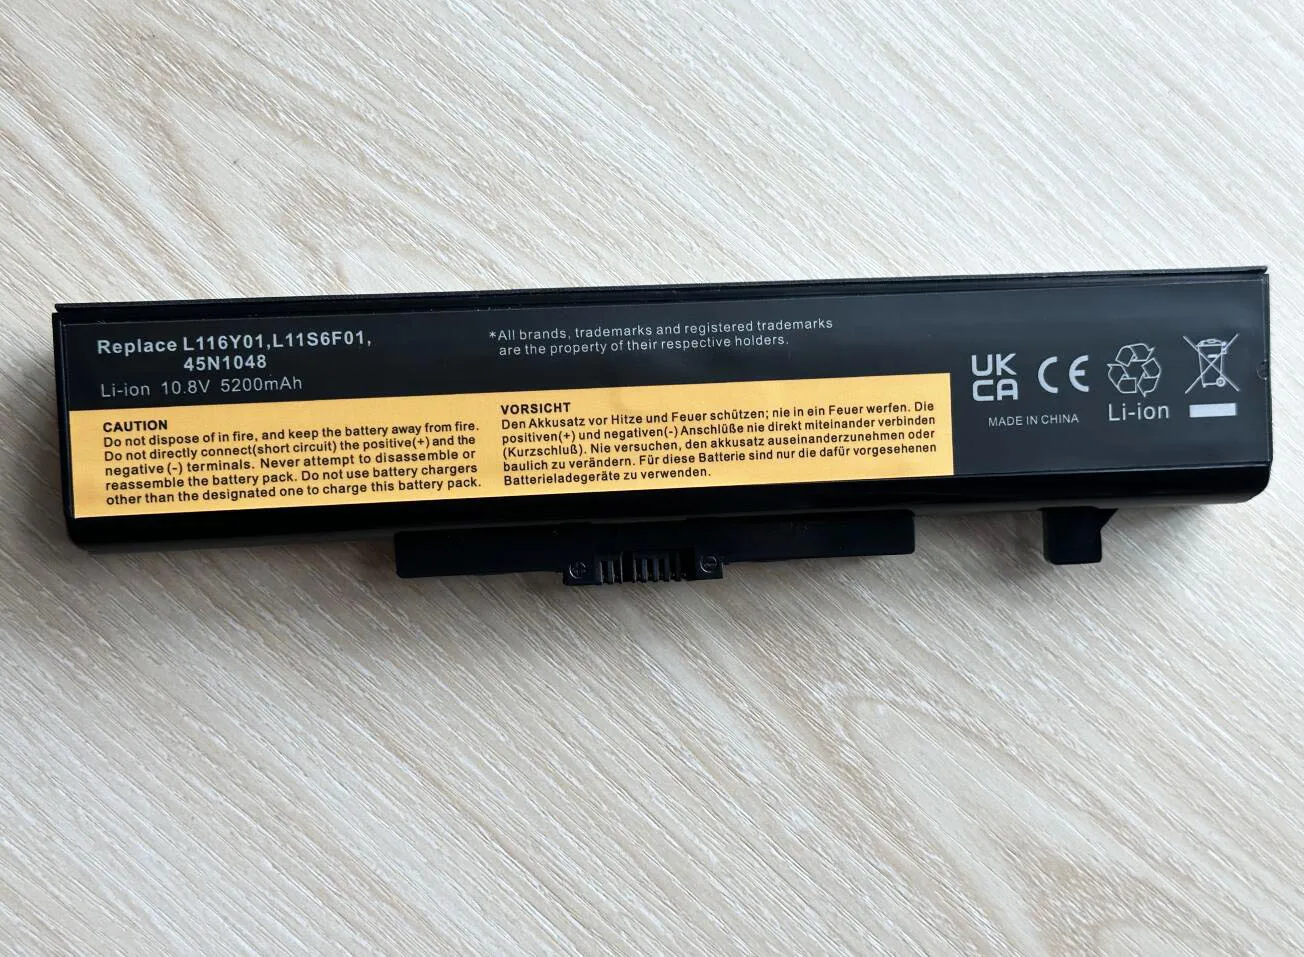 Replace L116Y01,L11S6F01,
45N1048
Li-ion 10.8V 5200mAh
*All brands, trademarks and registered trademarks
are the property of their respective holders.
CAUTION
Do not dispose of in fire, and keep the battery away from fire.
Do not directly connect(short circuit) the positive(+) and the
negative (-) terminals. Never attempt to disassemble or
reassemble the battery pack. Do not use battery chargers
other than the designated one to charge this battery pack.
VORSICHT
Den Akkusatz vor Hitze und Feuer schützen; nie in ein Feuer werfen. Die
positiven(+) und negativen(-) Anschlüße nie direkt miteinander verbinden
(Kurzschluß). Nie versuchen, den akkusatz auseinanderzunehmen oder
baulich zu verändern. Für diese Batterie sind nur die dafür vorgesehenen
Batterieladegeräte zu verwenden.
UK
CA
CE
MADE IN CHINA
Li-ion